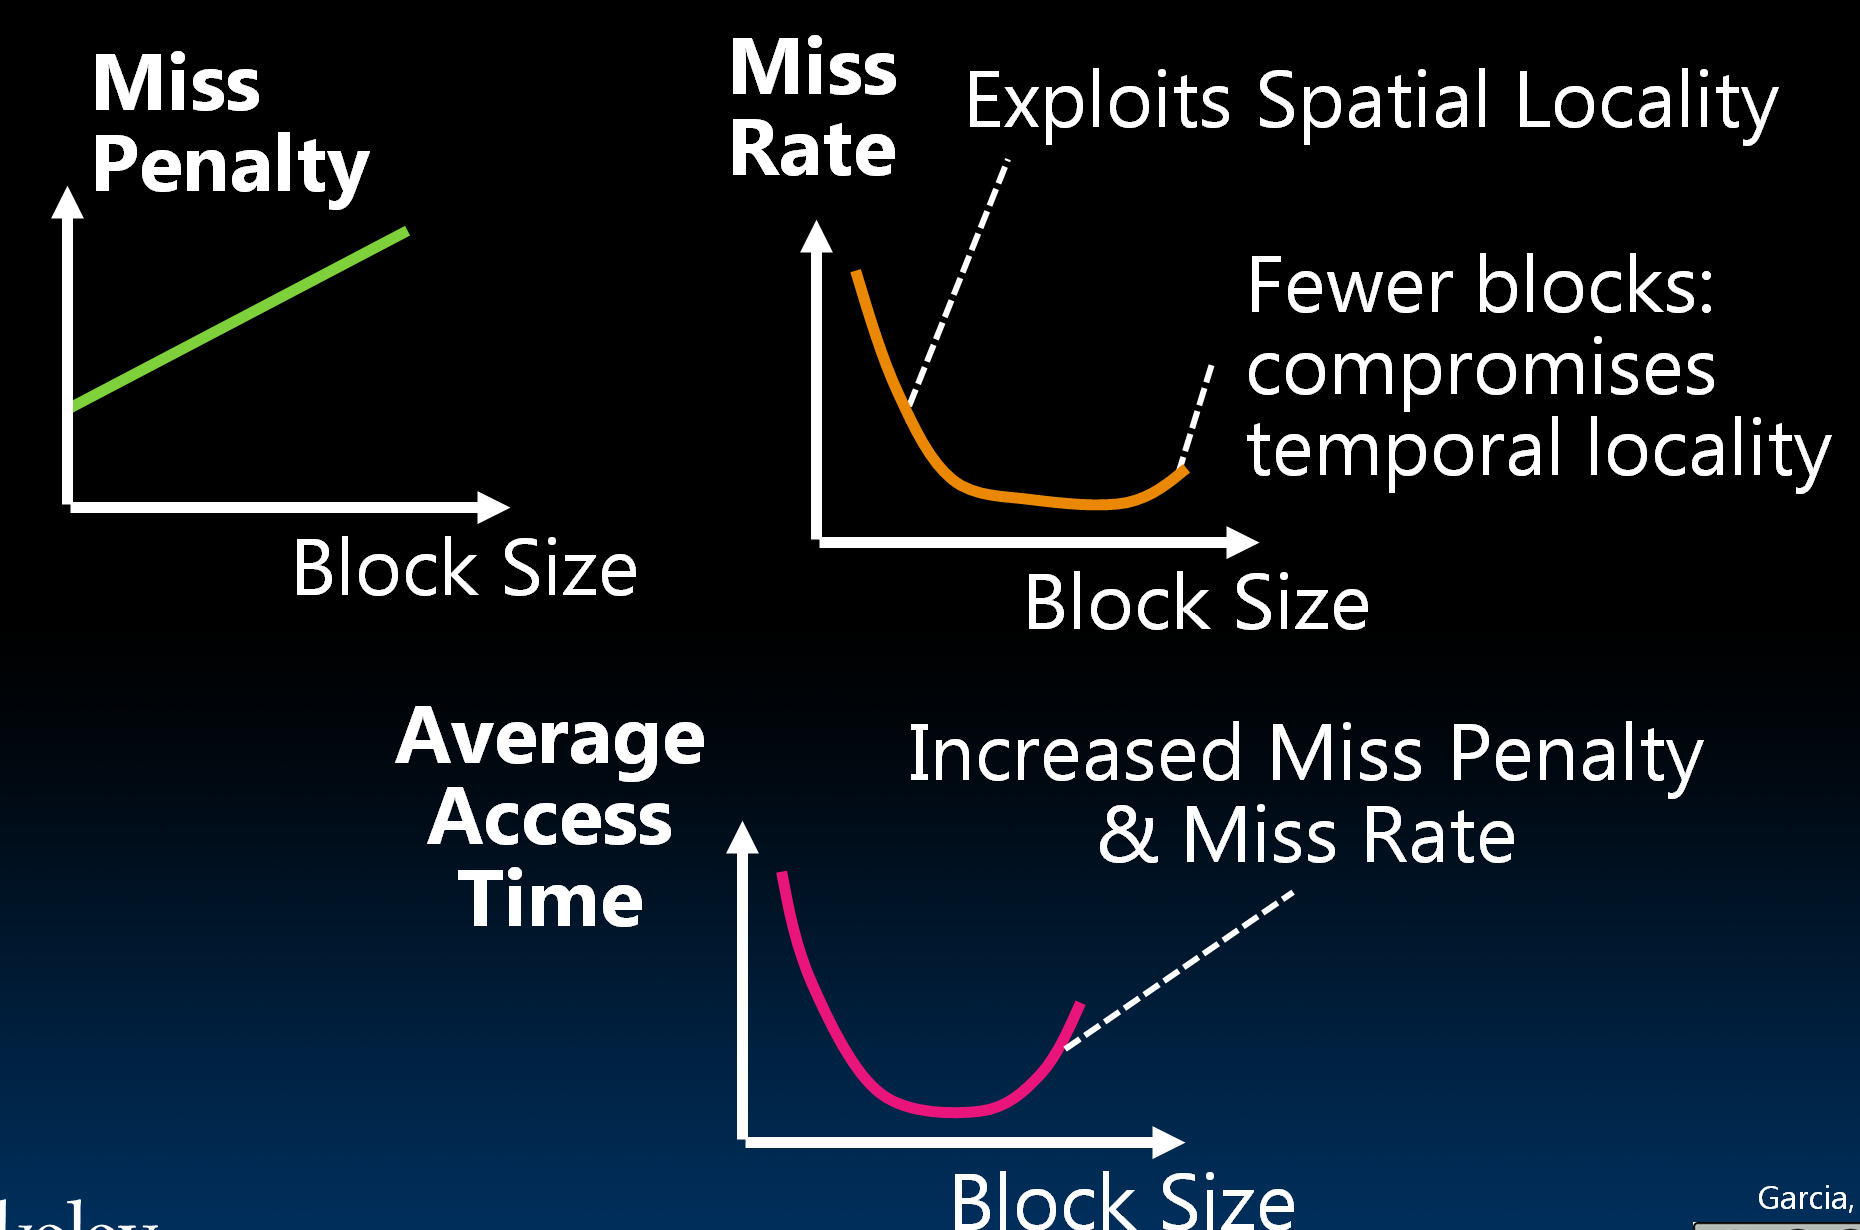 Miss
Penalty
Block Size
Miss
Rate
Exploits Spatial Locality
Fewer blocks:
compromises
temporal locality
Block Size
Average
Access
Time
Increased Miss Penalty
& Miss Rate
Block Size
Garcia,